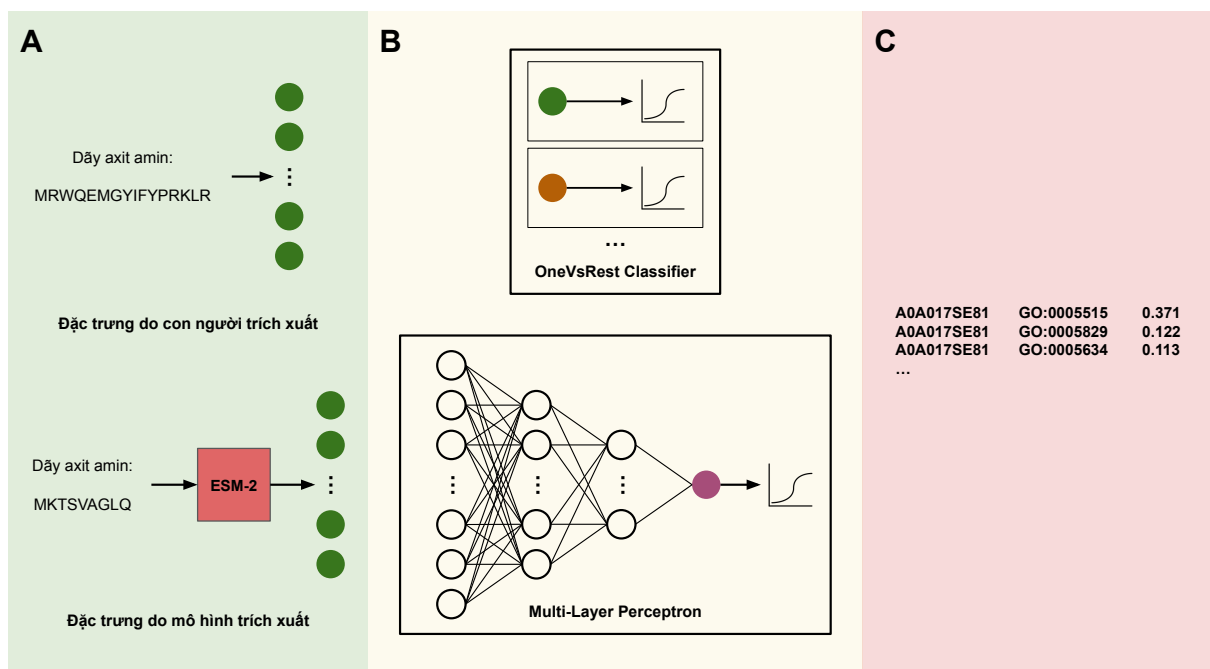 A
Dãy axit amin:
MRWQEMGYIFYPRKLR
⋮
Đặc trưng do con người trích xuất
Dãy axit amin:
MKTSVAGLQ
ESM-2
⋮
Đặc trưng do mô hình trích xuất
B
...
OneVsRest Classifier
⋮ ⋮ ⋮
Multi-Layer Perceptron
C
A0A017SE81 GO:0005515 0.371
A0A017SE81 GO:0005829 0.122
A0A017SE81 GO:0005634 0.113
...